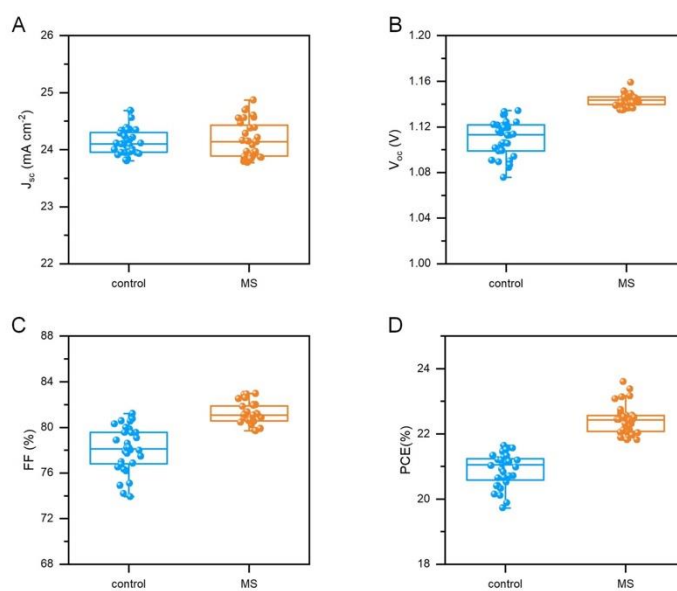 A
J_sc (mA cm⁻²)
26
25
24
23
22
control
MS
B
V_oc (V)
1.20
1.16
1.12
1.08
1.04
1.00
control
MS
C
FF (%)
88
84
80
76
72
68
control
MS
D
PCE(%)
24
22
20
18
control
MS